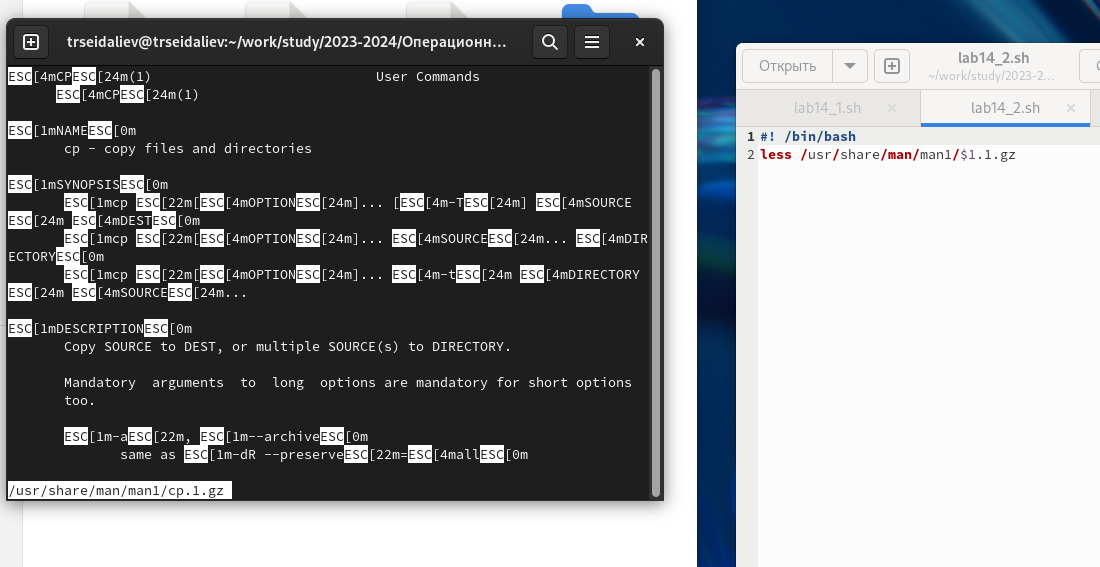 trseidaliev@trseidaliev:~/work/study/2023-2024/Операционн...
ESC[4mCPESC[24m(1) User Commands
ESC[4mCPESC[24m(1)
ESC[1mNAMEESC[0m
cp - copy files and directories
ESC[1mSYNOPSISESC[0m
ESC[1mcp ESC[22m[ESC[4mOPTIONESC[24m]... [ESC[4m-TESC[24m] ESC[4mSOURCE
ESC[24m ESC[4mDESTESC[0m
ESC[1mcp ESC[22m[ESC[4mOPTIONESC[24m]... ESC[4mSOURCEESC[24m... ESC[4mDIR
ECTORYESC[0m
ESC[1mcp ESC[22m[ESC[4mOPTIONESC[24m]... ESC[4m-tESC[24m ESC[4mDIRECTORY
ESC[24m ESC[4mSOURCEESC[24m...
ESC[1mDESCRIPTIONESC[0m
Copy SOURCE to DEST, or multiple SOURCE(s) to DIRECTORY.
Mandatory arguments to long options are mandatory for short options
too.
ESC[1m-aESC[22m, ESC[1m--archiveESC[0m
same as ESC[1m-dR --preserveESC[22m=ESC[4mallESC[0m
/usr/share/man/man1/cp.1.gz
Открыть
lab14_2.sh
~/work/study/2023-2...
lab14_1.sh
lab14_2.sh
1 #! /bin/bash
2 less /usr/share/man/man1/$1.1.gz